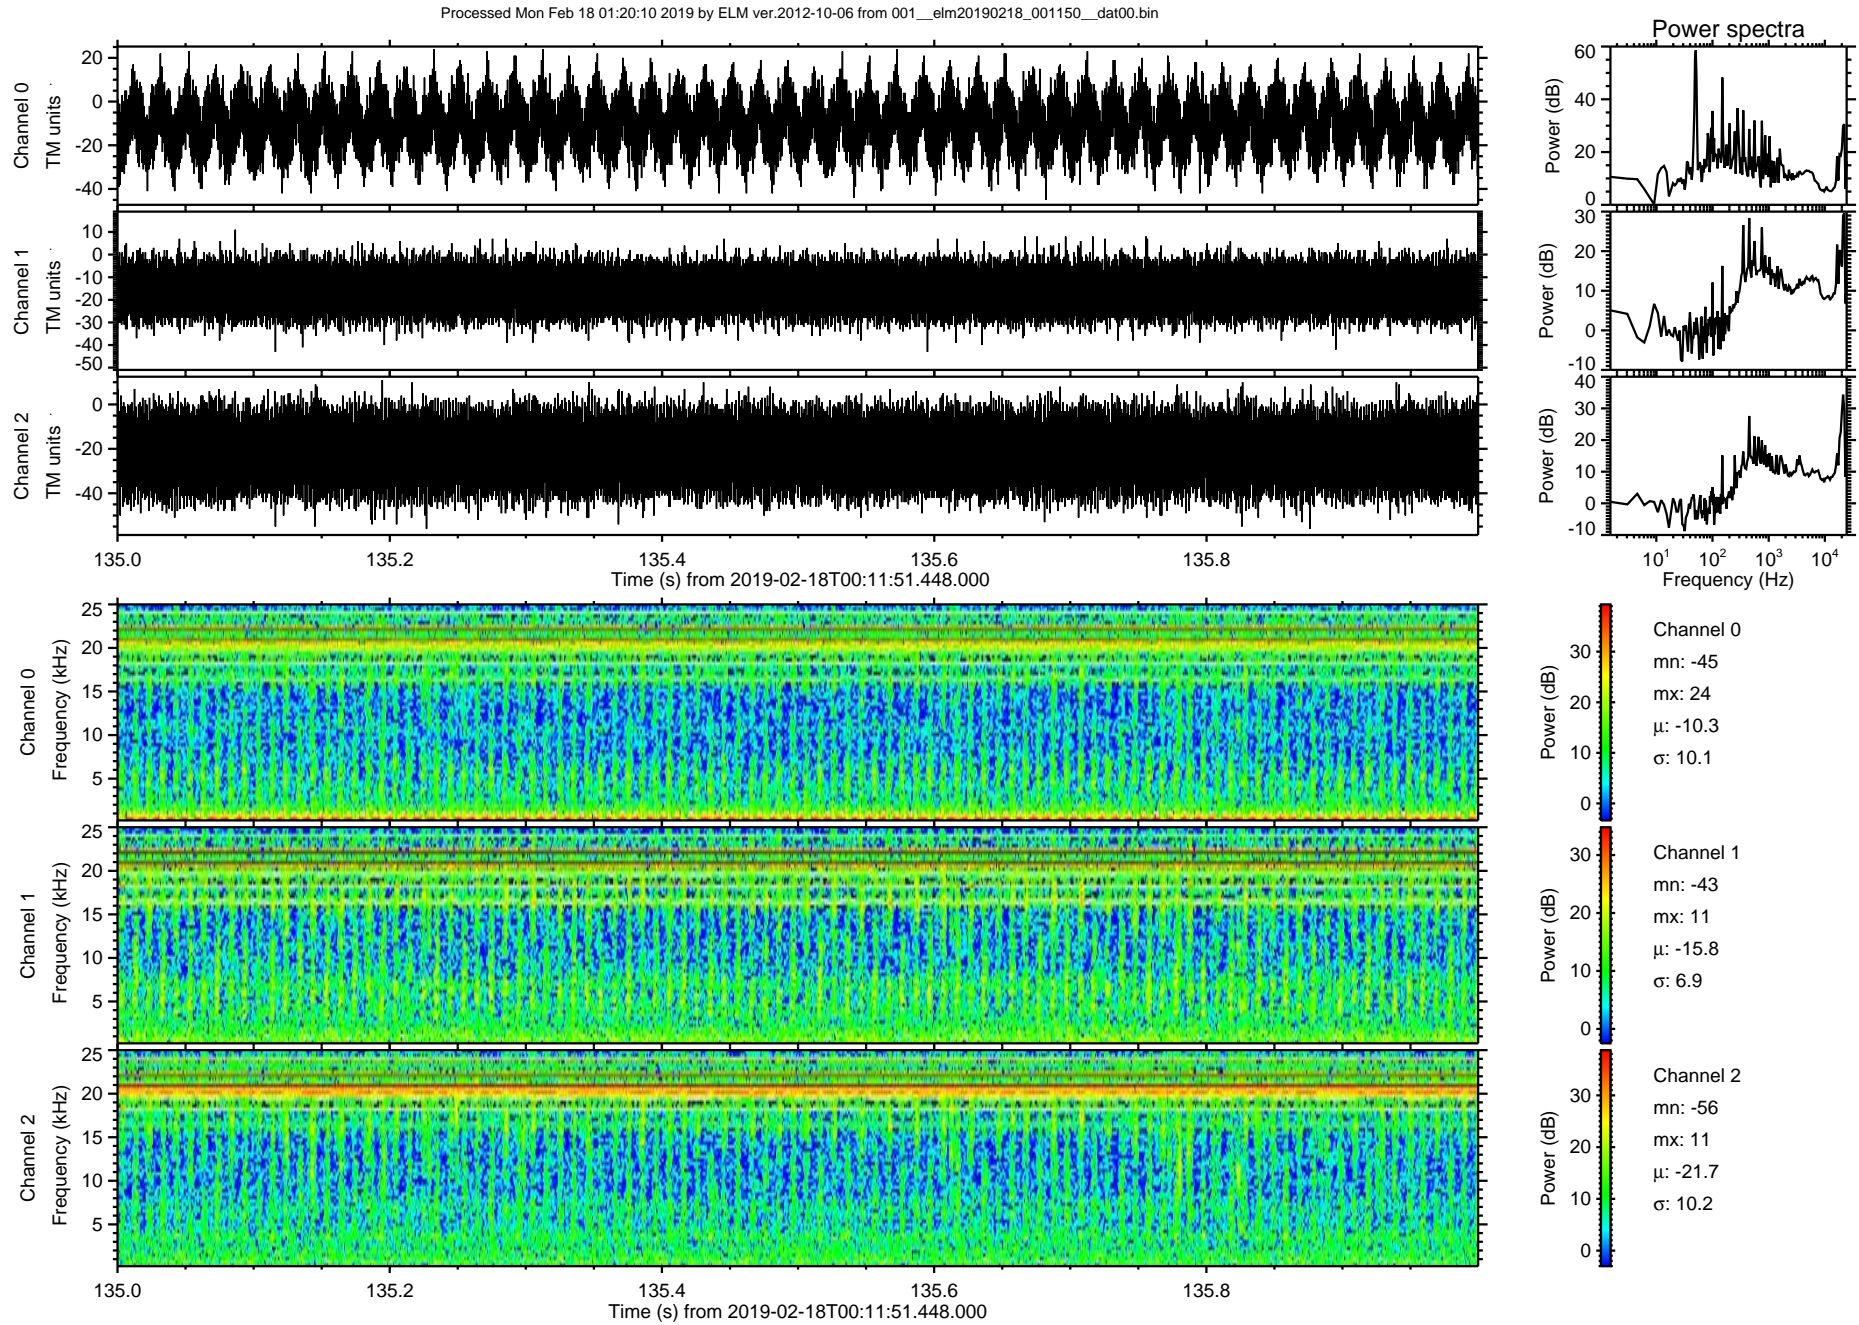 Processed Mon Feb 18 01:20:10 2019 by ELM ver.2012-10-06 from 001__elm20190218_001150__dat00.bin
Power spectra
Channel 0
TM units
20
0
-20
-40
Power (dB)
60
40
20
0
Channel 1
TM units
10
0
-10
-20
-30
-40
-50
Power (dB)
30
20
10
0
-10
Channel 2
TM units
0
-20
-40
Power (dB)
40
30
20
10
0
-10
135.0 135.2 135.4 135.6 135.8
Time (s) from 2019-02-18T00:11:51.448.000
10^1 10^2 10^3 10^4
Frequency (Hz)
Channel 0
Frequency (kHz)
25
20
15
10
5
Power (dB)
30
20
10
0
Channel 0
mn: -45
mx: 24
μ: -10.3
σ: 10.1
Channel 1
Frequency (kHz)
25
20
15
10
5
Power (dB)
30
20
10
0
Channel 1
mn: -43
mx: 11
μ: -15.8
σ: 6.9
Channel 2
Frequency (kHz)
25
20
15
10
5
Power (dB)
30
20
10
0
Channel 2
mn: -56
mx: 11
μ: -21.7
σ: 10.2
135.0 135.2 135.4 135.6 135.8
Time (s) from 2019-02-18T00:11:51.448.000